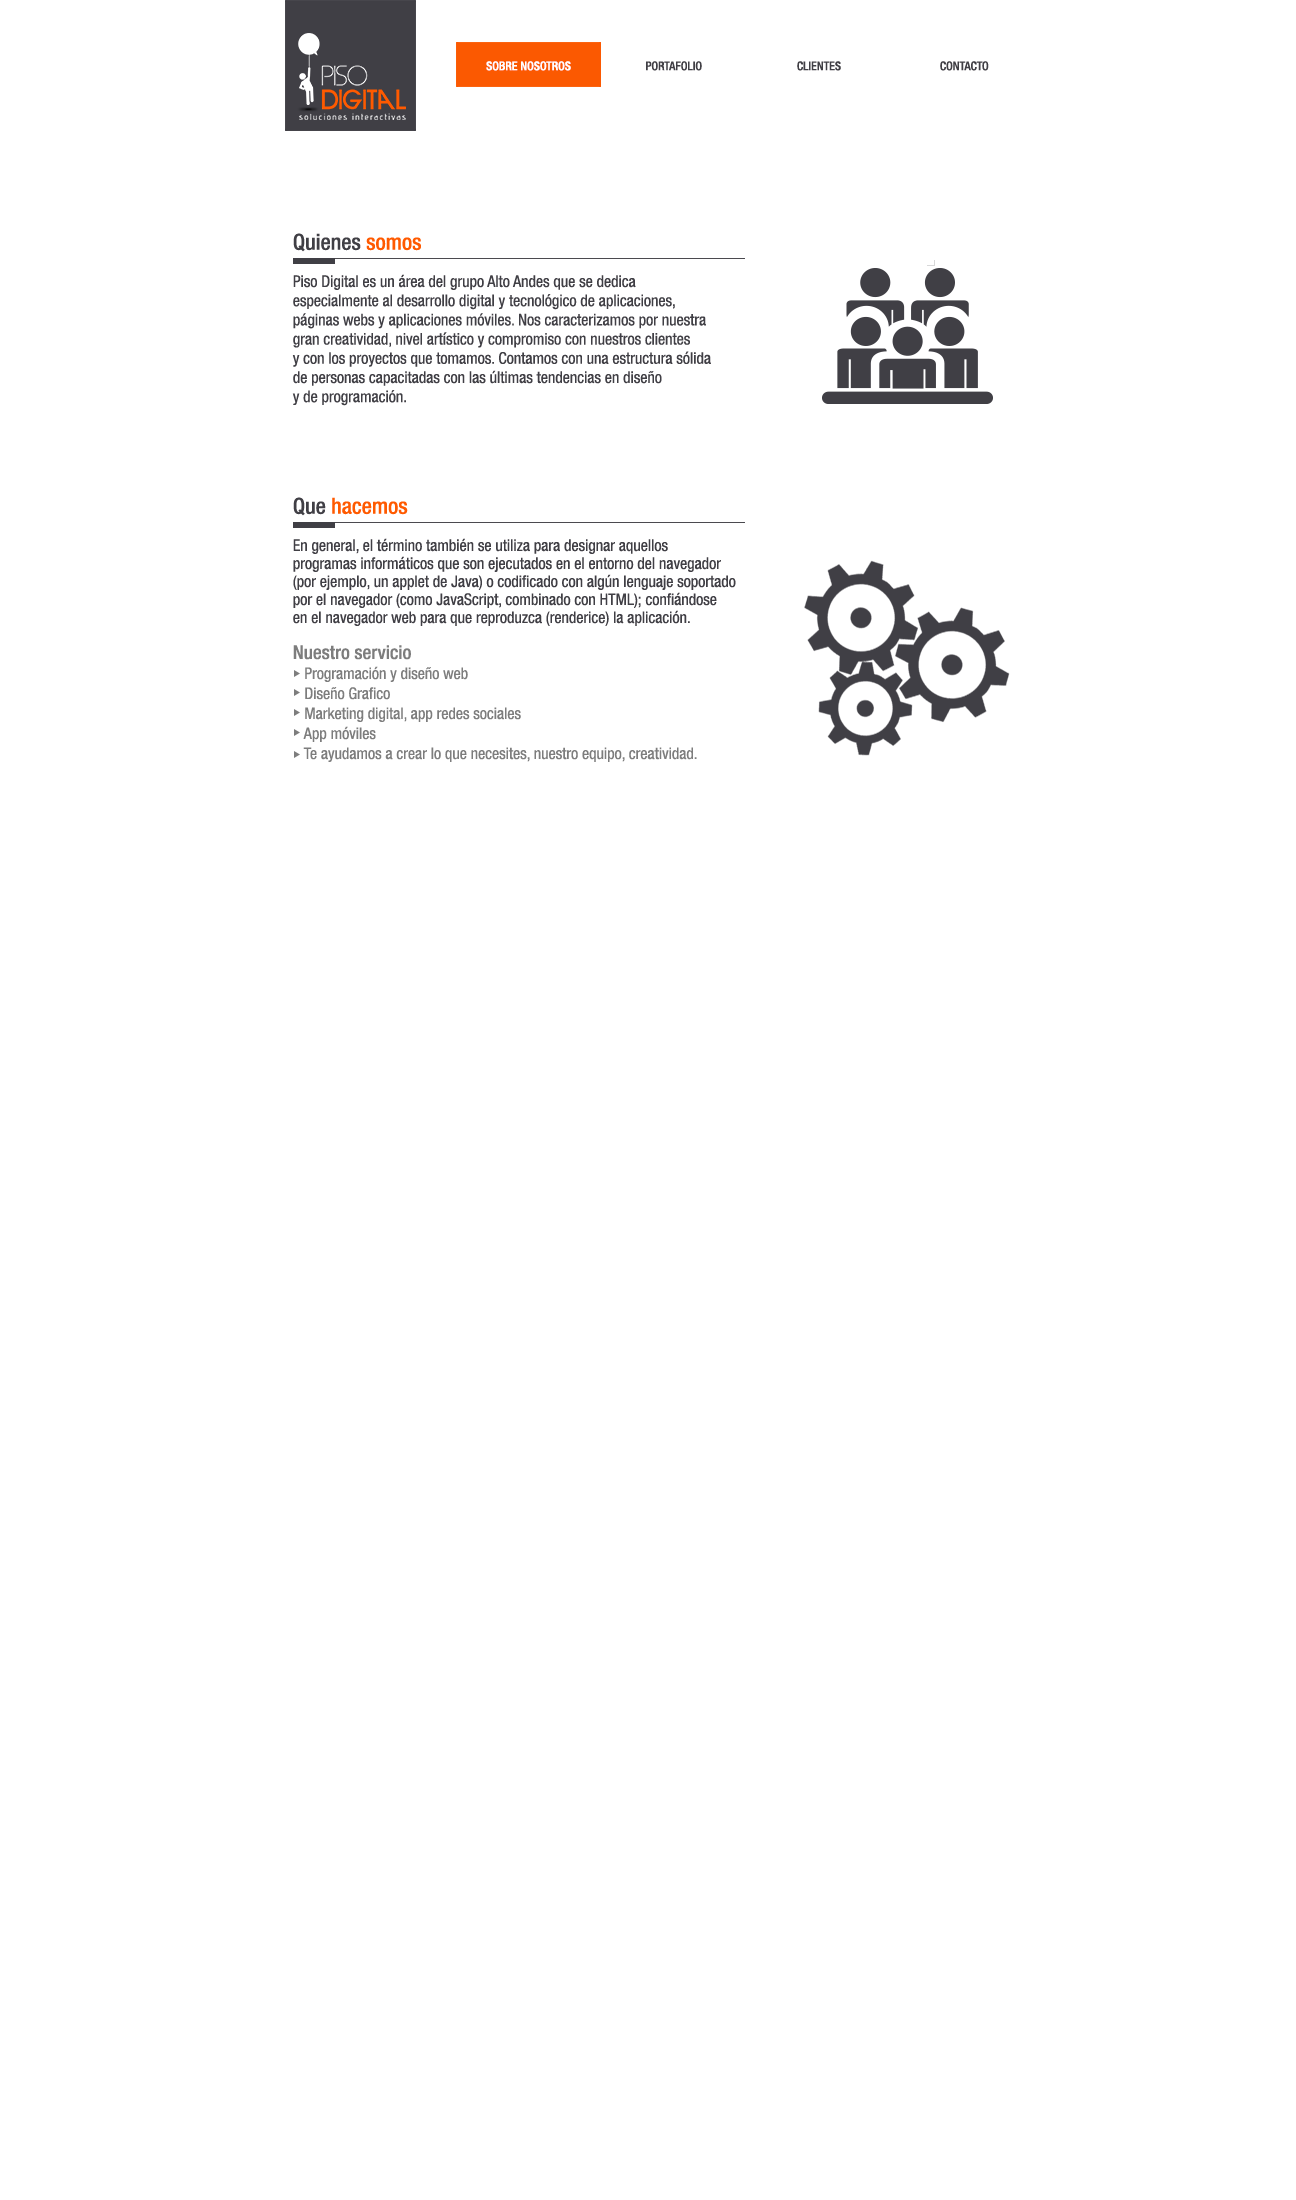 PISO
DIGITAL
soluciones interactivas
SOBRE NOSOTROS
PORTAFOLIO
CLIENTES
CONTACTO
Quienes somos
Piso Digital es un área del grupo Alto Andes que se dedica
especialmente al desarrollo digital y tecnológico de aplicaciones,
páginas webs y aplicaciones móviles. Nos caracterizamos por nuestra
gran creatividad, nivel artístico y compromiso con nuestros clientes
y con los proyectos que tomamos. Contamos con una estructura sólida
de personas capacitadas con las últimas tendencias en diseño
y de programación.
Que hacemos
En general, el término también se utiliza para designar aquellos
programas informáticos que son ejecutados en el entorno del navegador
(por ejemplo, un applet de Java) o codificado con algún lenguaje soportado
por el navegador (como JavaScript, combinado con HTML); confiándose
en el navegador web para que reproduzca (renderice) la aplicación.
Nuestro servicio
Programación y diseño web
Diseño Grafico
Marketing digital, app redes sociales
App móviles
Te ayudamos a crear lo que necesites, nuestro equipo, creatividad.